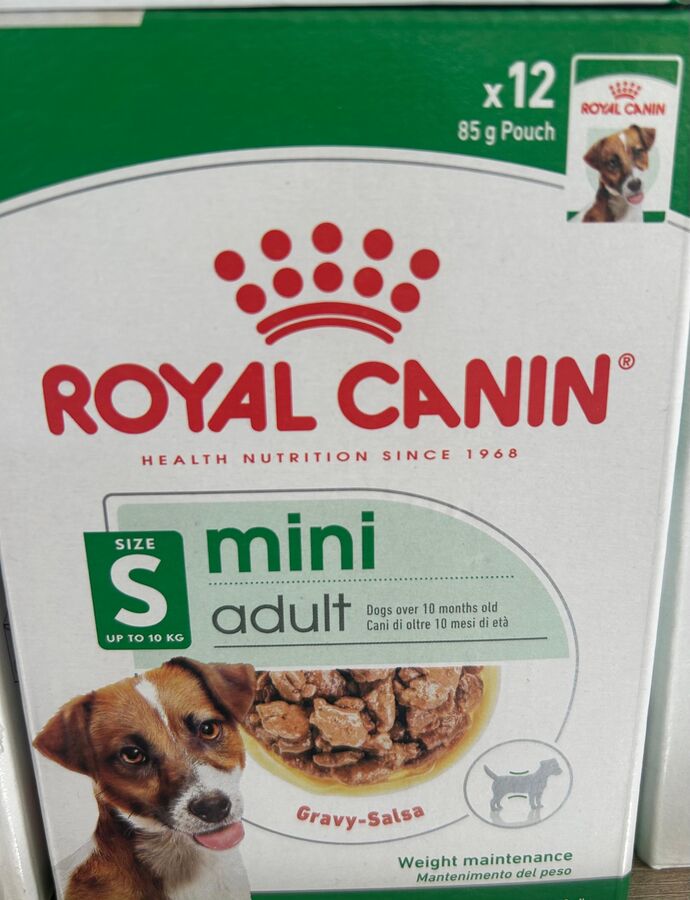 x12
85 g Pouch
ROYAL CANIN
ROYAL CANIN®
HEALTH NUTRITION SINCE 1968
SIZE
S
UP TO 10 KG
mini
adult
Dogs over 10 months old
Cani di oltre 10 mesi di età
Gravy-Salsa
Weight maintenance
Mantenimento del peso